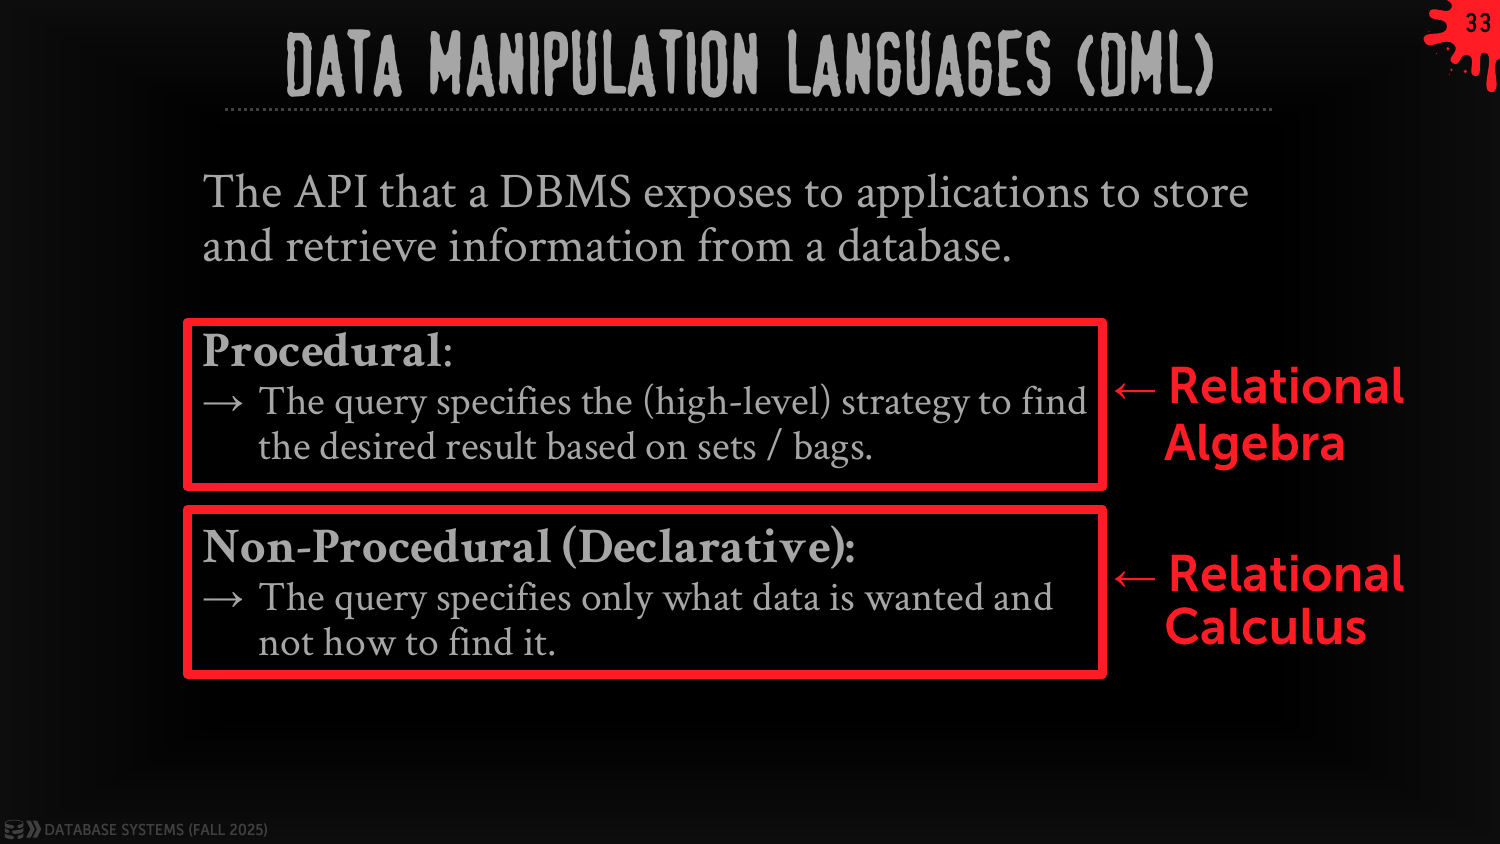 33
DATA MANIPULATION LANGUAGES (DML)
The API that a DBMS exposes to applications to store
and retrieve information from a database.
Procedural:
→ The query specifies the (high-level) strategy to find
the desired result based on sets / bags.
← Relational
Algebra
Non-Procedural (Declarative):
→ The query specifies only what data is wanted and
not how to find it.
← Relational
Calculus
DATABASE SYSTEMS (FALL 2025)